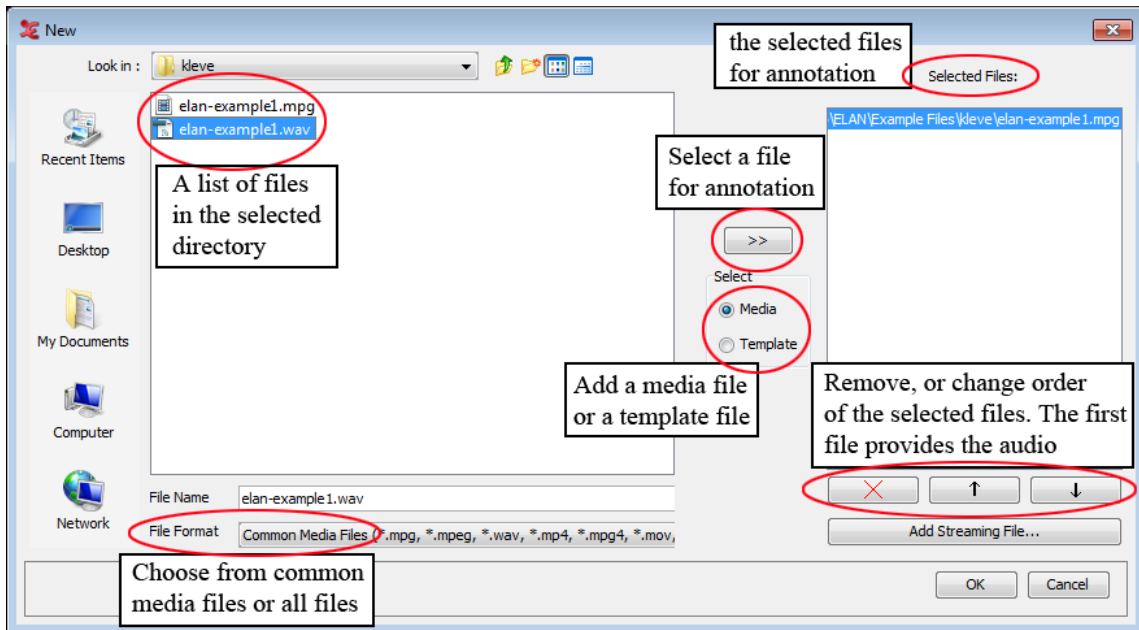 New
Look in :
kleve
the selected files
for annotation
Selected Files:
elan-example1.mpg
elan-example1.wav
\ELAN\Example Files\kleve\elan-example1.mpg
Recent Items
A list of files
in the selected
directory
Select a file
for annotation
>>
Desktop
Select
Media
Template
My Documents
Add a media file
or a template file
Remove, or change order
of the selected files. The first
file provides the audio
Computer
File Name
elan-example1.wav
Network
File Format
Common Media Files (*.mpg, *.mpeg, *.wav, *.mp4, *.mpg4, *.mov,
Add Streaming File...
Choose from common
media files or all files
OK
Cancel